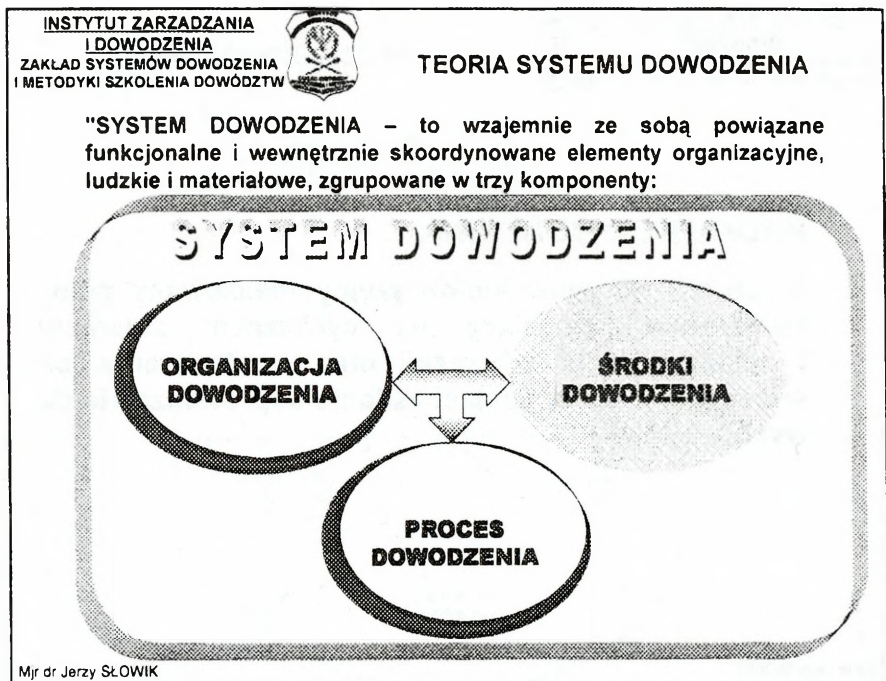 INSTYTUT ZARZADZANIA
I DOWODZENIA
ZAKŁAD SYSTEMÓW DOWODZENIA
I METODYKI SZKOLENIA DOWÓDZTW
TEORIA SYSTEMU DOWODZENIA
"SYSTEM DOWODZENIA – to wzajemnie ze sobą powiązane
funkcjonalne i wewnętrznie skoordynowane elementy organizacyjne,
ludzkie i materiałowe, zgrupowane w trzy komponenty:
SYSTEM DOWODZENIA
ORGANIZACJA
DOWODZENIA
ŚRODKI
DOWODZENIA
PROCES
DOWODZENIA
Mjr dr Jerzy SŁOWIK